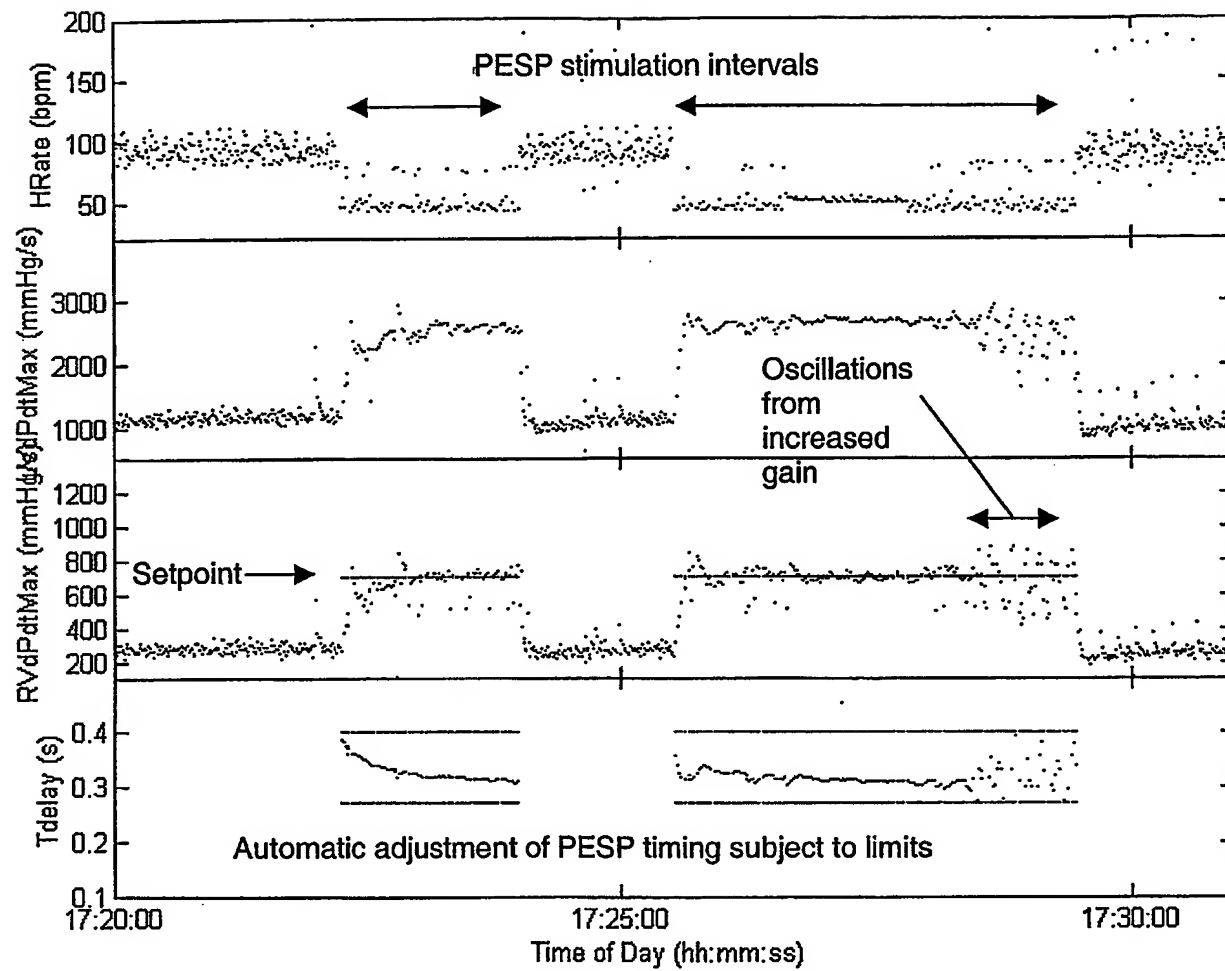 200
150
100
50
HRate (bpm)
PESP stimulation intervals
3000
2000
1000
dPdtMax (mmHg/s)
Oscillations
from
increased
gain
1200
1000
800
600
400
200
RVdPdtMax (mmHg/
Setpoint
0.4
0.3
0.2
0.1
Tdelay (s)
Automatic adjustment of PESP timing subject to limits
17:20:00
17:25:00
17:30:00
Time of Day (hh:mm:ss)